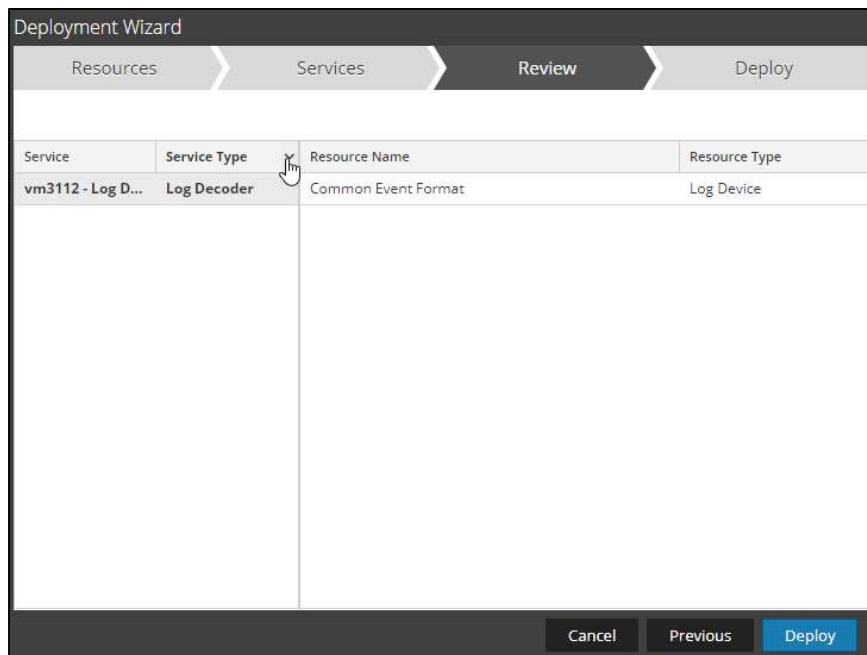 Deployment Wizard
Resources Services Review Deploy
Service Service Type Resource Name Resource Type
vm3112 - Log D... Log Decoder Common Event Format Log Device
Cancel Previous Deploy